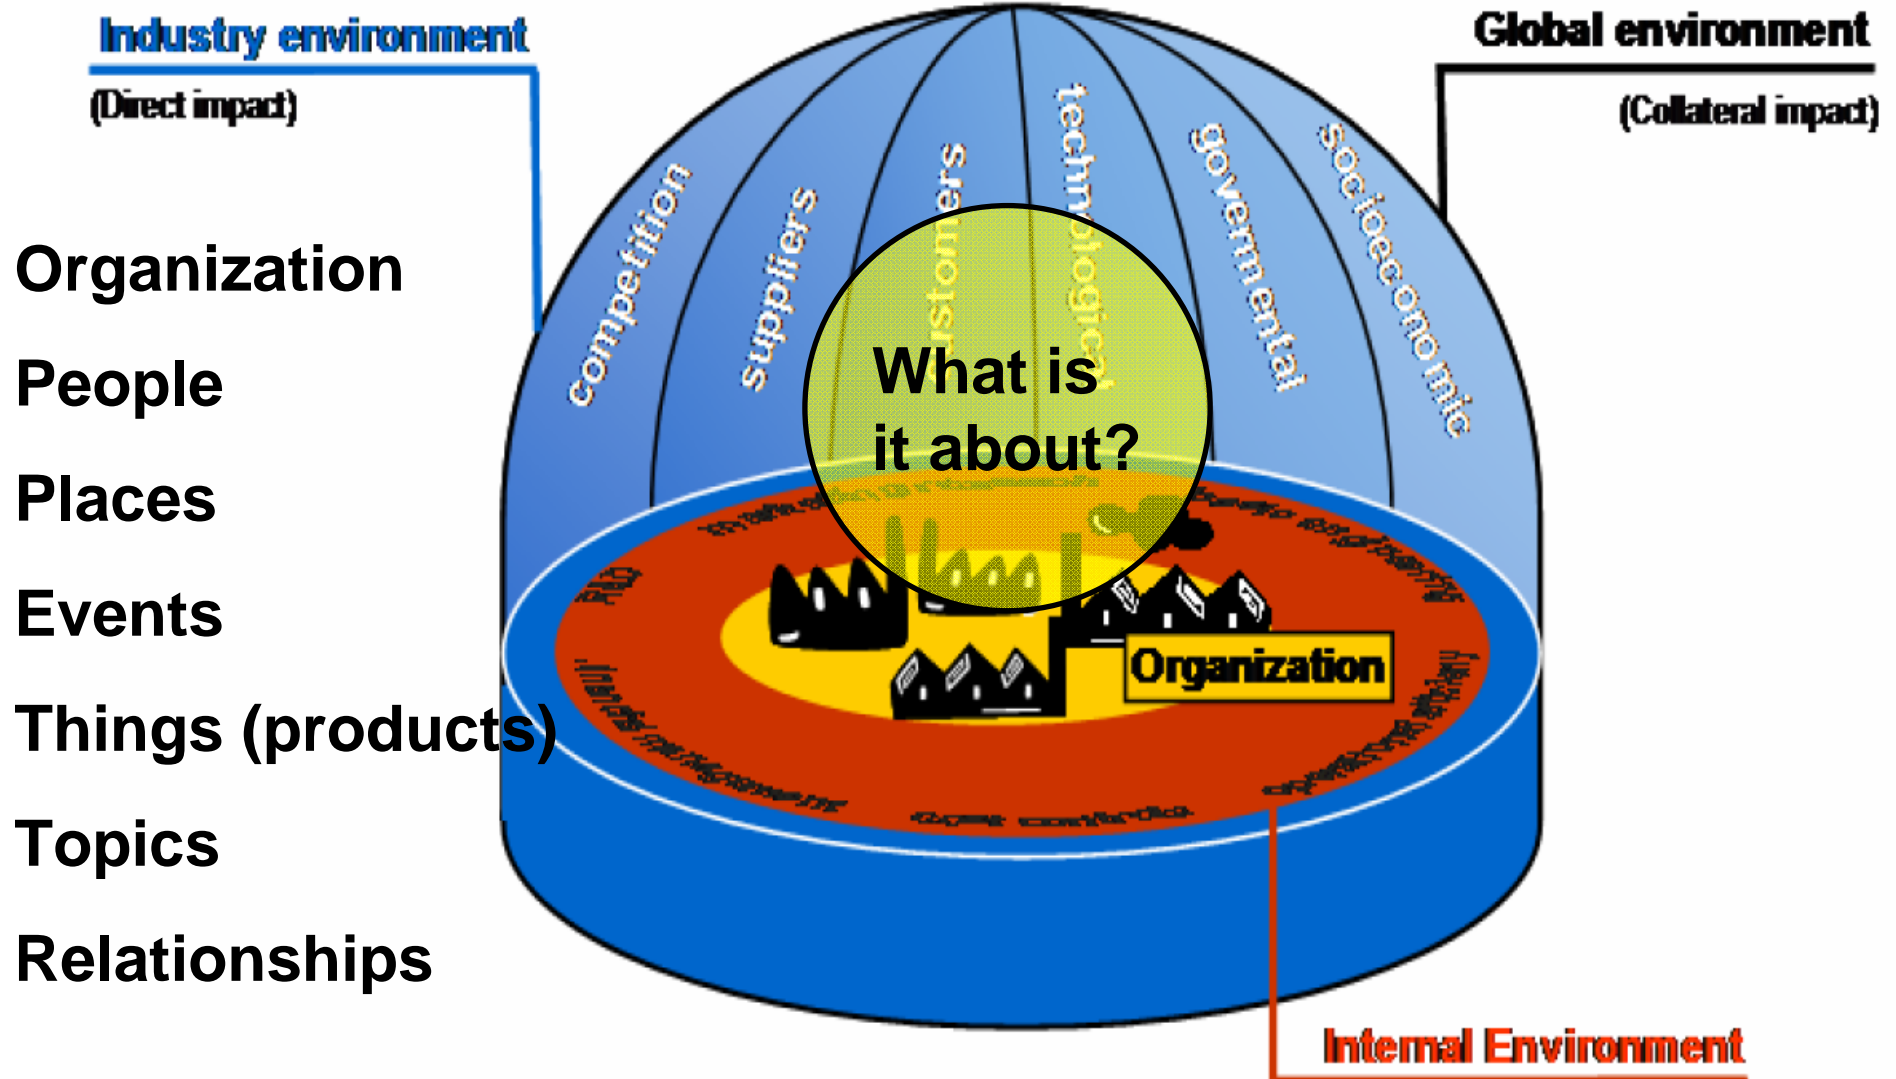 Industry environment
(Direct impact)
Global environment
(Collateral impact)
competition
suppliers
customers
technological
governmental
socioeconomic
Organization
People
Places
Events
Things (products)
Topics
Relationships
What is
it about?
R&D
Organization
Internal Environment